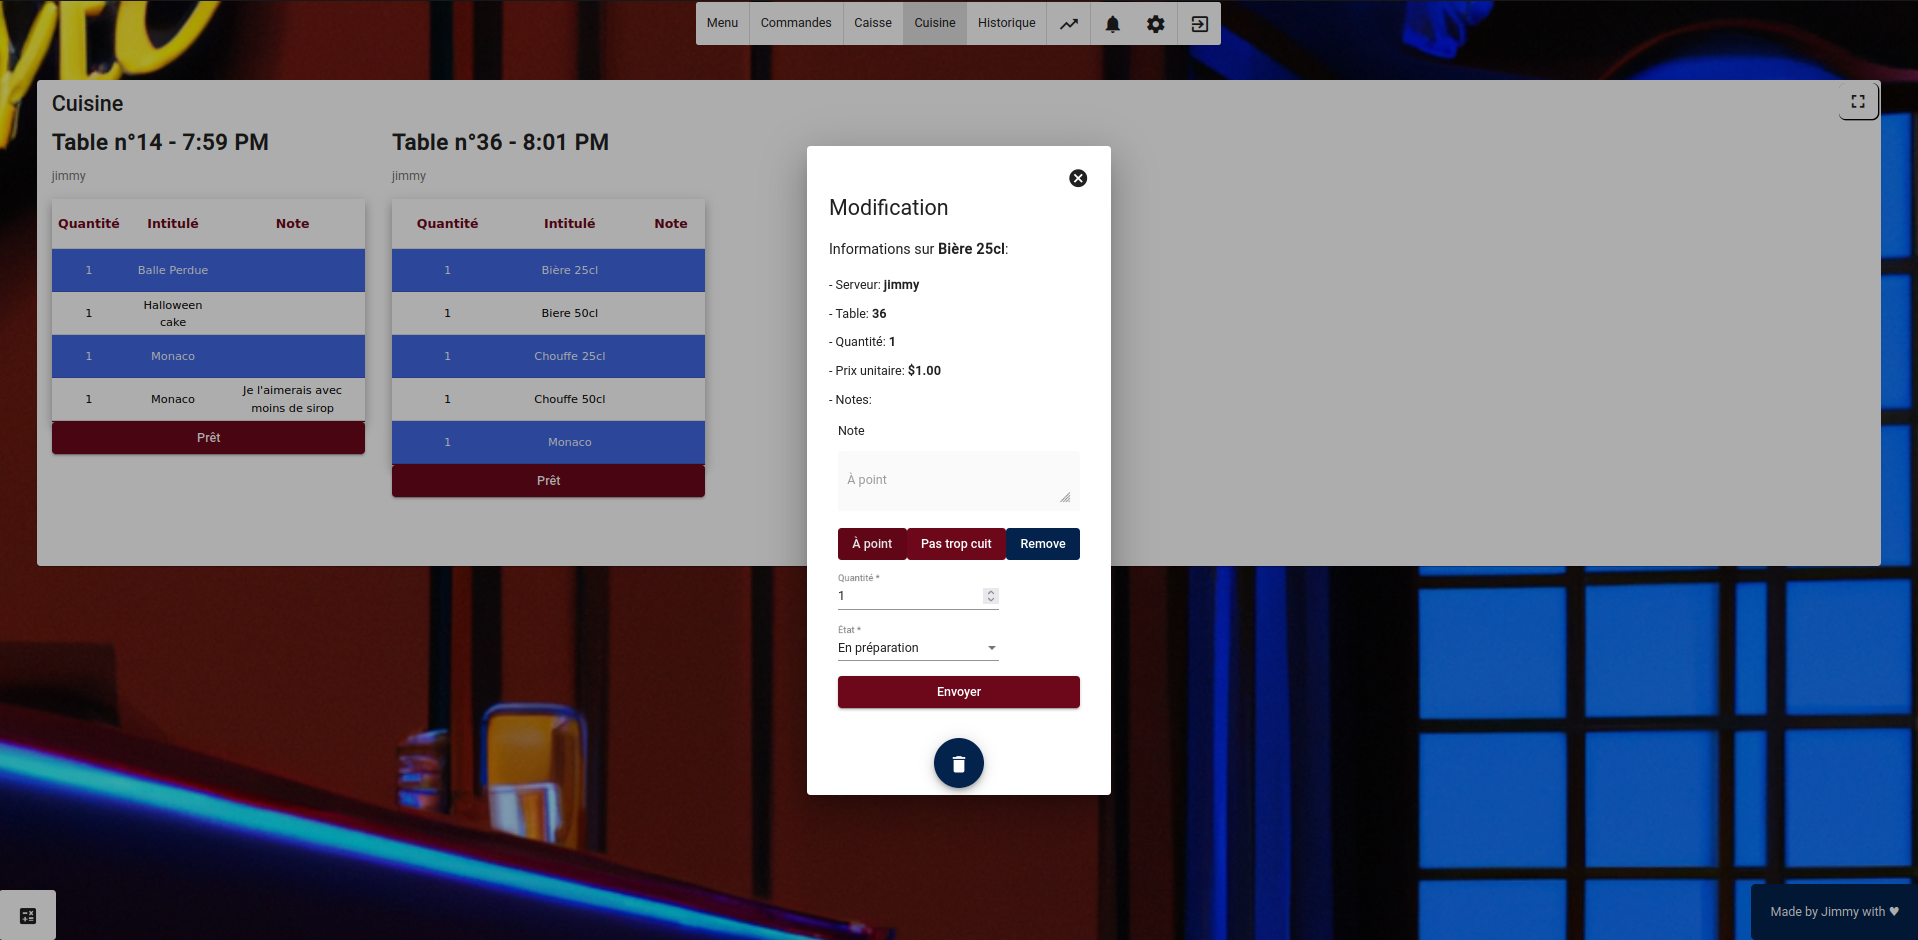 Menu Commandes Caisse Cuisine Historique
Cuisine
Table n°14 - 7:59 PM
jimmy
Quantité Intitulé Note
1 Balle Perdue
1 Halloween cake
1 Monaco
1 Monaco Je l'aimerais avec moins de sirop
Prêt
Table n°36 - 8:01 PM
jimmy
Quantité Intitulé Note
1 Bière 25cl
1 Biere 50cl
1 Chouffe 25cl
1 Chouffe 50cl
1 Monaco
Prêt
Modification
Informations sur Bière 25cl:
- Serveur: jimmy
- Table: 36
- Quantité: 1
- Prix unitaire: $1.00
- Notes:
Note
À point
À point Pas trop cuit Remove
Quantité *
1
État *
En préparation
Envoyer
Made by Jimmy with ♥